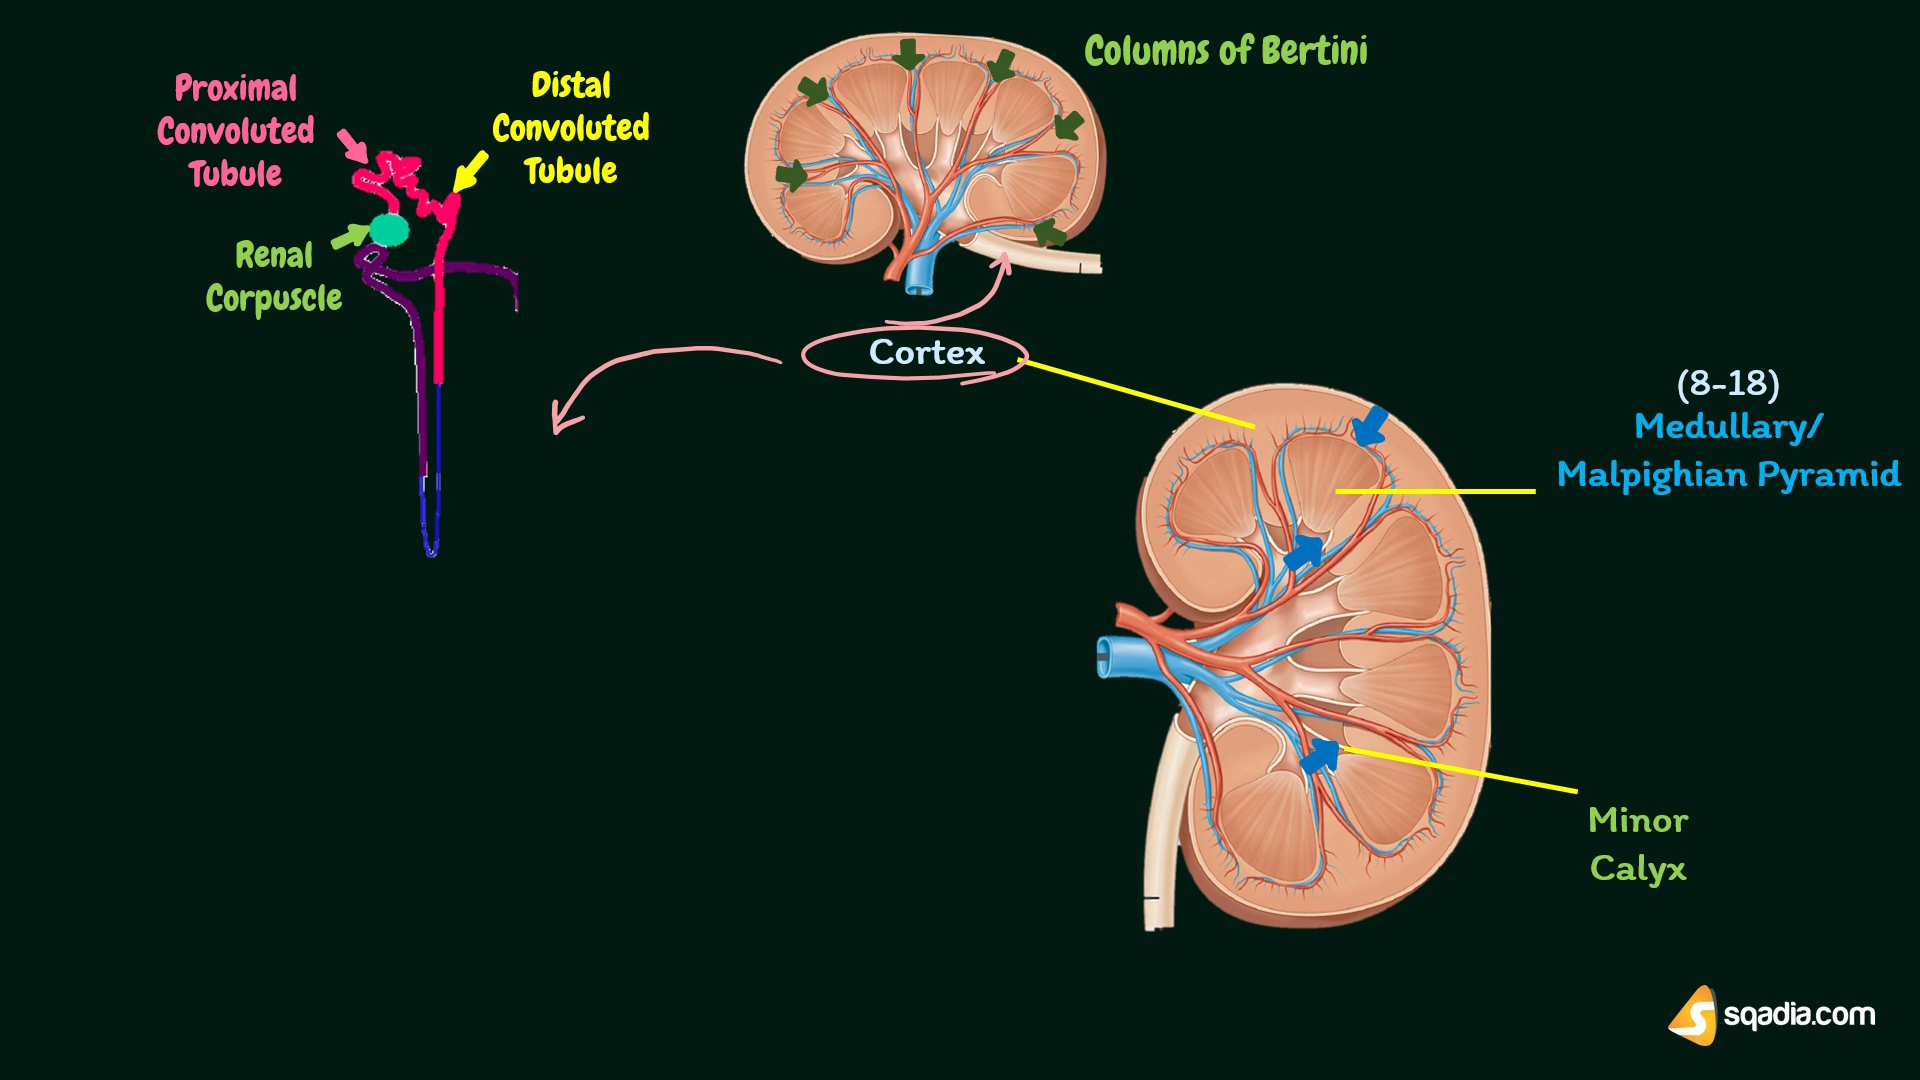 Proximal
Convoluted
Tubule
Distal
Convoluted
Tubule
Renal
Corpuscle
Columns of Bertini
Cortex
(8-18)
Medullary/
Malpighian Pyramid
Minor
Calyx
sqadia.com